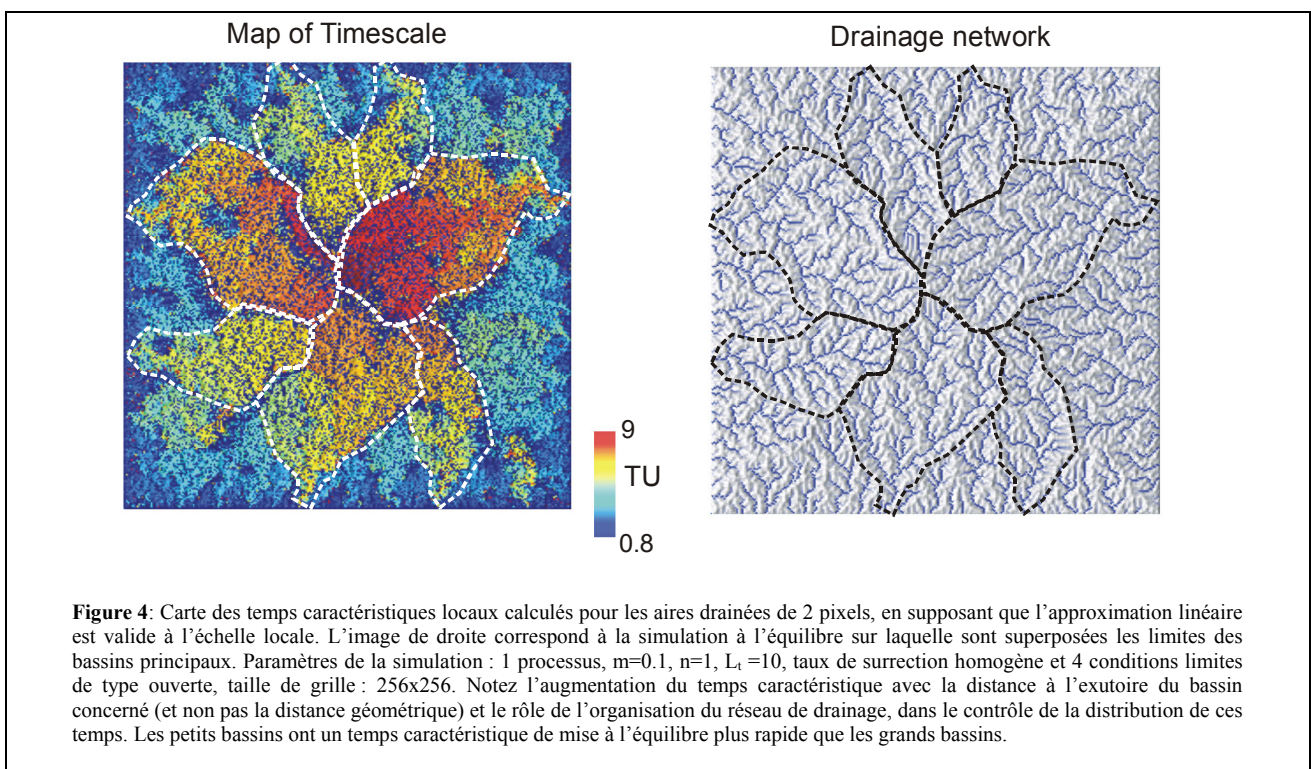 Map of Timescale
Drainage network
9
TU
0.8
Figure 4: Carte des temps caractéristiques locaux calculés pour les aires drainées de 2 pixels, en supposant que l’approximation linéaire
est valide à l’échelle locale. L’image de droite correspond à la simulation à l’équilibre sur laquelle sont superposées les limites des
bassins principaux. Paramètres de la simulation : 1 processus, m=0.1, n=1, Lt =10, taux de surrection homogène et 4 conditions limites
de type ouverte, taille de grille : 256x256. Notez l’augmentation du temps caractéristique avec la distance à l’exutoire du bassin
concerné (et non pas la distance géométrique) et le rôle de l’organisation du réseau de drainage, dans le contrôle de la distribution de ces
temps. Les petits bassins ont un temps caractéristique de mise à l’équilibre plus rapide que les grands bassins.